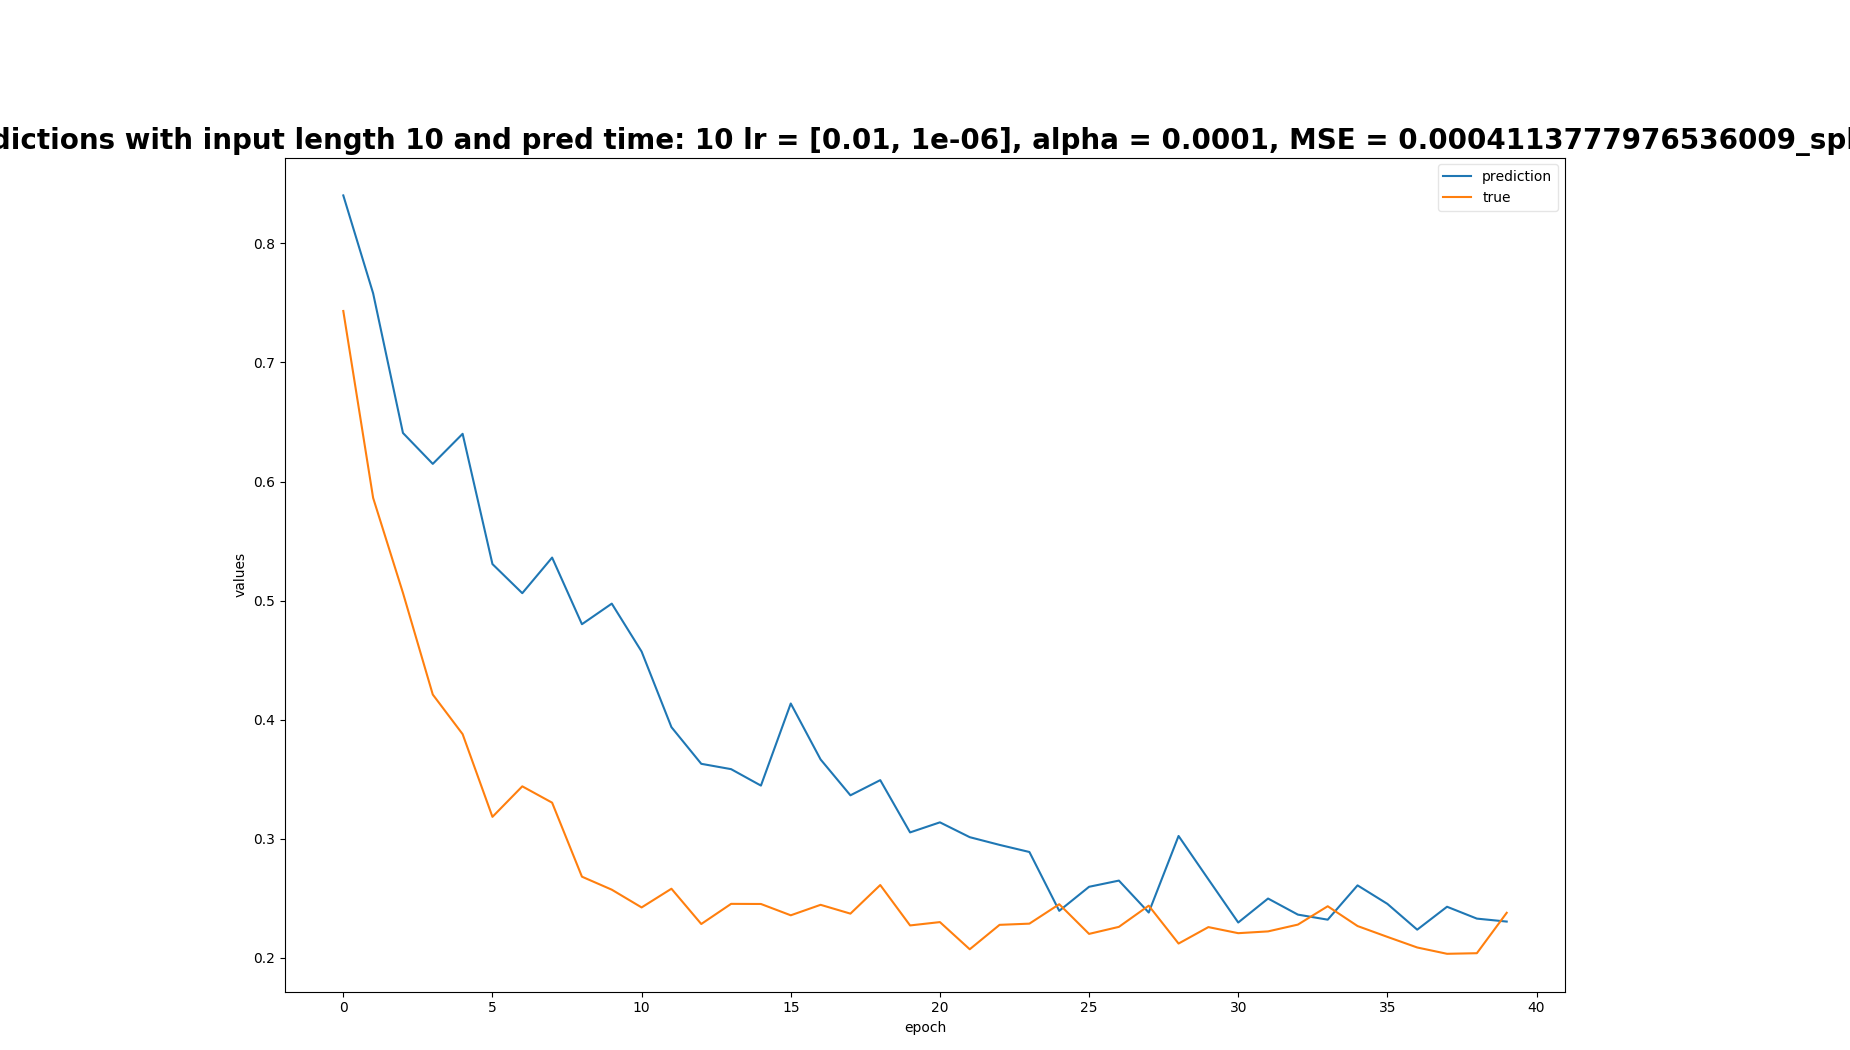 dictions with input length 10 and pred time: 10 lr = [0.01, 1e-06], alpha = 0.0001, MSE = 0.0004113777976536009_spl
prediction
true
0.8
0.7
0.6
0.5
0.4
0.3
0.2
values
0 5 10 15 20 25 30 35 40
epoch